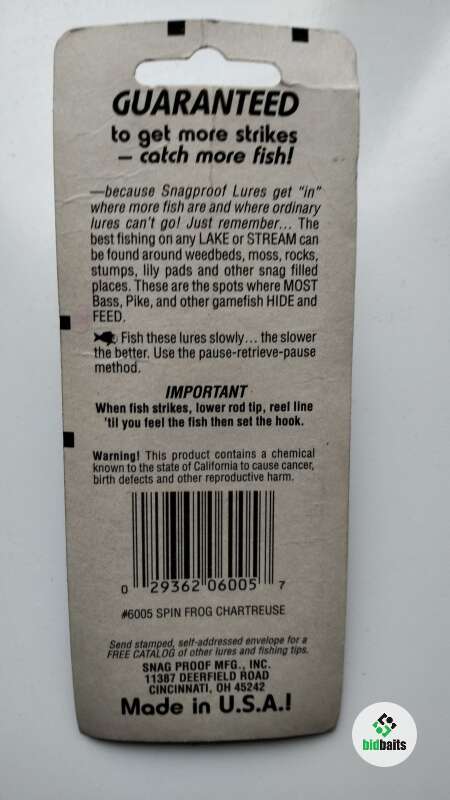 GUARANTEED
to get more strikes
– catch more fish!
—because Snagproof Lures get "in"
where more fish are and where ordinary
lures can't go! Just remember... The
best fishing on any LAKE or STREAM can
be found around weedbeds, moss, rocks,
stumps, lily pads and other snag filled
places. These are the spots where MOST
Bass, Pike, and other gamefish HIDE and
FEED.
Fish these lures slowly... the slower
the better. Use the pause-retrieve-pause
method.
IMPORTANT
When fish strikes, lower rod tip, reel line
'til you feel the fish then set the hook.
Warning! This product contains a chemical
known to the state of California to cause cancer,
birth defects and other reproductive harm.
0 29362 06005 7
#6005 SPIN FROG CHARTREUSE
Send stamped, self-addressed envelope for a
FREE CATALOG of other lures and fishing tips.
SNAG PROOF MFG., INC.
11387 DEERFIELD ROAD
CINCINNATI, OH 45242
Made in U.S.A.!
bidbaits